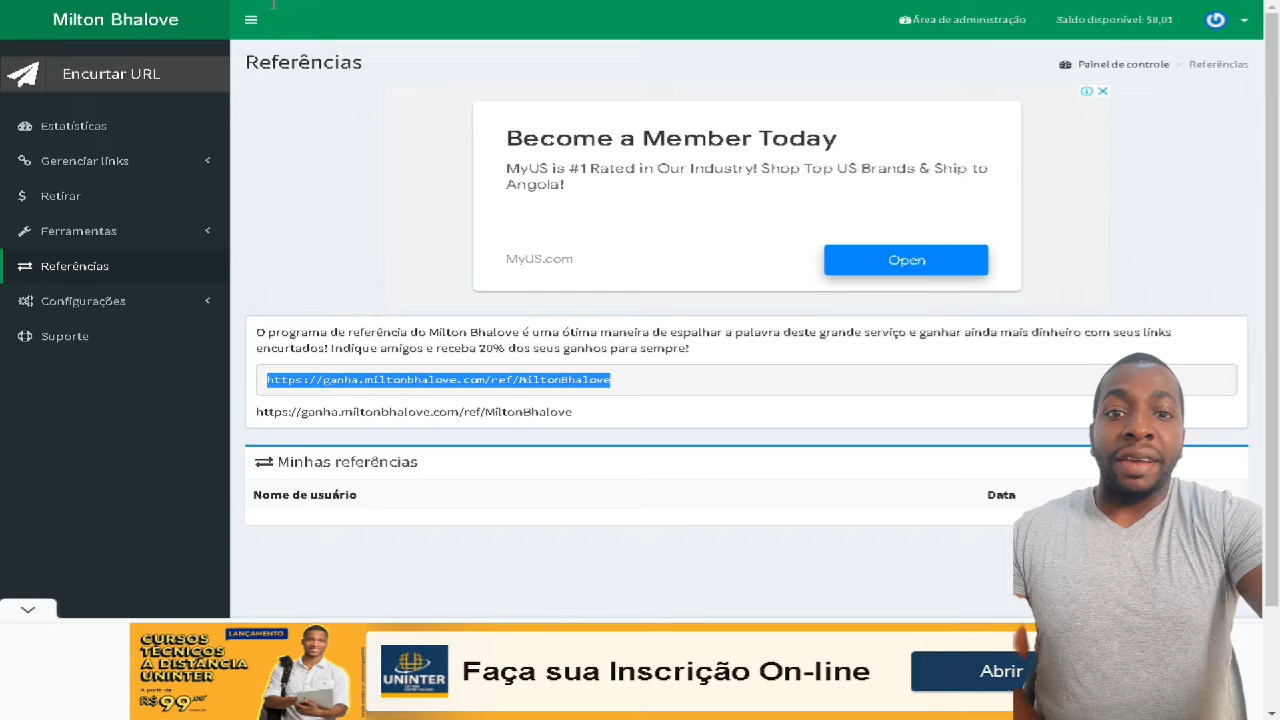 Milton Bhalove
Área de administração
Saldo disponível: $0,01
Encurtar URL
Referências
Painel de controle > Referências
Estatísticas
Gerenciar links
Retirar
Ferramentas
Referências
Configurações
Suporte
Become a Member Today
MyUS is #1 Rated in Our Industry! Shop Top US Brands & Ship to
Angola!
MyUS.com
Open
O programa de referência do Milton Bhalove é uma ótima maneira de espalhar a palavra deste grande serviço e ganhar ainda mais dinheiro com seus links
encurtados! Indique amigos e receba 20% dos seus ganhos para sempre?
https://ganha.miltonbhalove.com/ref/MiltonBhalove
https://ganha.miltonbhalove.com/ref/MiltonBhalove
Minhas referências
Nome de usuário
Data
CURSOS
TÉCNICOS
A DISTÂNCIA
UNINTER
A partir de
R$99
LANÇAMENTO
UNINTER
Faça sua Inscrição On-line
Abrir